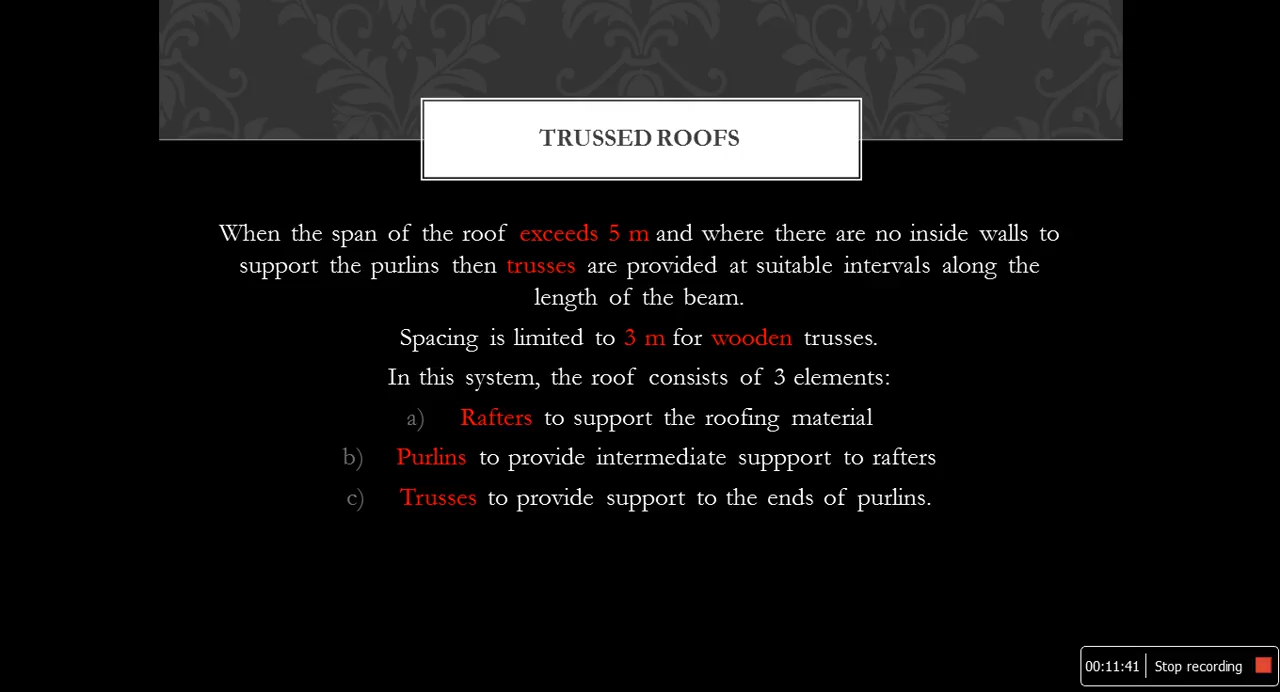 TRUSSED ROOFS
When the span of the roof exceeds 5 m and where there are no inside walls to
support the purlins then trusses are provided at suitable intervals along the
length of the beam.
Spacing is limited to 3 m for wooden trusses.
In this system, the roof consists of 3 elements:
a) Rafters to support the roofing material
b) Purlins to provide intermediate suppport to rafters
c) Trusses to provide support to the ends of purlins.
00:11:41 Stop recording